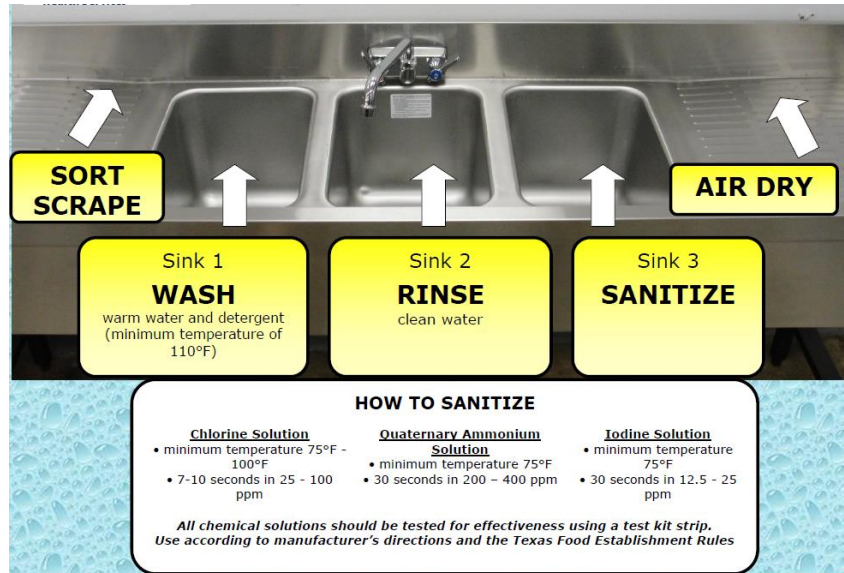 SORT
SCRAPE
AIR DRY
Sink 1
WASH
warm water and detergent
(minimum temperature of
110°F)
Sink 2
RINSE
clean water
Sink 3
SANITIZE
HOW TO SANITIZE
Chlorine Solution
• minimum temperature 75°F -
100°F
• 7-10 seconds in 25 - 100
ppm
Quaternary Ammonium
Solution
• minimum temperature 75°F
• 30 seconds in 200 – 400 ppm
Iodine Solution
• minimum temperature
75°F
• 30 seconds in 12.5 - 25
ppm
All chemical solutions should be tested for effectiveness using a test kit strip.
Use according to manufacturer's directions and the Texas Food Establishment Rules